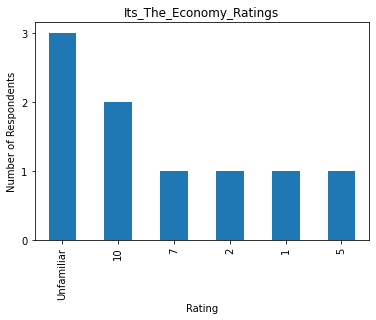 Its_The_Economy_Ratings
Number of Respondents
3
2
1
0
Unfamiliar
10
7
2
1
5
Rating